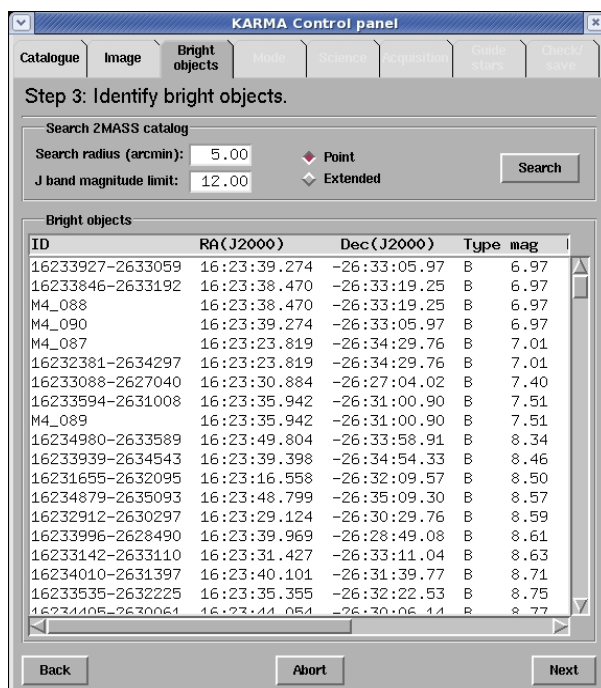 KARMA Control panel
Catalogue Image Bright objects Mode Science Acquisition Guide stars Check/ save
Step 3: Identify bright objects.
Search 2MASS catalog
Search radius (arcmin): 5.00 Point
J band magnitude limit: 12.00 Extended
Search
Bright objects
ID RA(J2000) Dec(J2000) Type mag
16233927-2633059 16:23:39.274 -26:33:05.97 B 6.97
16233846-2633192 16:23:38.470 -26:33:19.25 B 6.97
M4_088 16:23:38.470 -26:33:19.25 B 6.97
M4_090 16:23:39.274 -26:33:05.97 B 6.97
M4_087 16:23:23.819 -26:34:29.76 B 7.01
16232381-2634297 16:23:23.819 -26:34:29.76 B 7.01
16233088-2627040 16:23:30.884 -26:27:04.02 B 7.40
16233594-2631008 16:23:35.942 -26:31:00.90 B 7.51
M4_089 16:23:35.942 -26:31:00.90 B 7.51
16234980-2633589 16:23:49.804 -26:33:58.91 B 8.34
16233939-2634543 16:23:39.398 -26:34:54.33 B 8.46
16231655-2632095 16:23:16.558 -26:32:09.57 B 8.50
16234879-2635093 16:23:48.799 -26:35:09.30 B 8.57
16232912-2630297 16:23:29.124 -26:30:29.76 B 8.59
16233996-2628490 16:23:39.969 -26:28:49.08 B 8.61
16233142-2633110 16:23:31.427 -26:33:11.04 B 8.63
16234010-2631397 16:23:40.101 -26:31:39.77 B 8.71
16233535-2632225 16:23:35.355 -26:32:22.53 B 8.75
16234405-2630061 16:23:44.054 -26:30:06.14 B 8.77
Back Abort Next